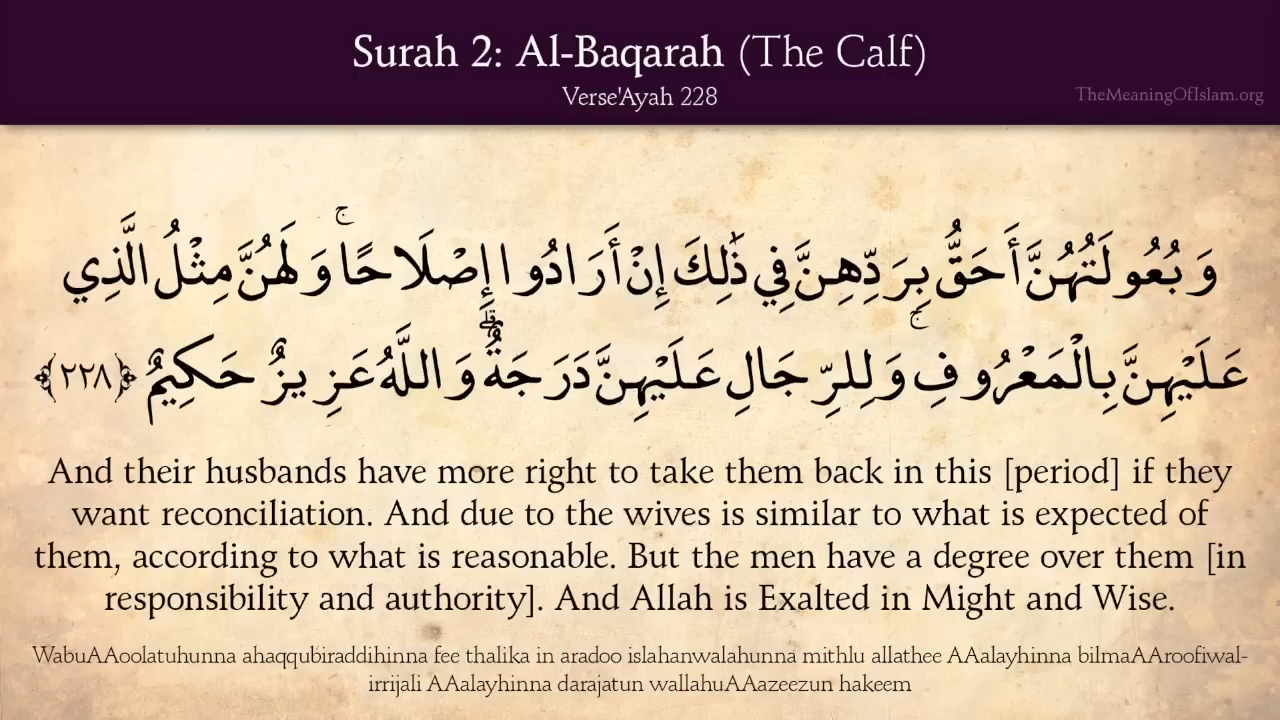 Surah 2: Al-Baqarah (The Calf)
Verse'Ayah 228
TheMeaningOfIslam.org
وَبُعُولَتُهُنَّ أَحَقُّ بِرَدِّهِنَّ فِي ذَٰلِكَ إِنْ أَرَادُوا إِصْلَاحًا ۚ وَلَهُنَّ مِثْلُ الَّذِي
عَلَيْهِنَّ بِالْمَعْرُوفِ ۚ وَلِلرِّجَالِ عَلَيْهِنَّ دَرَجَةٌ ۗ وَاللَّهُ عَزِيزٌ حَكِيمٌ ﴿٢٢٨﴾
And their husbands have more right to take them back in this [period] if they
want reconciliation. And due to the wives is similar to what is expected of
them, according to what is reasonable. But the men have a degree over them [in
responsibility and authority]. And Allah is Exalted in Might and Wise.
WabuAAoolatuhunna ahaqqubiraddihinna fee thalika in aradoo islahanwalahunna mithlu allathee AAalayhinna bilmaAAroofiwal-
irrijali AAalayhinna darajatun wallahuAAazeezun hakeem